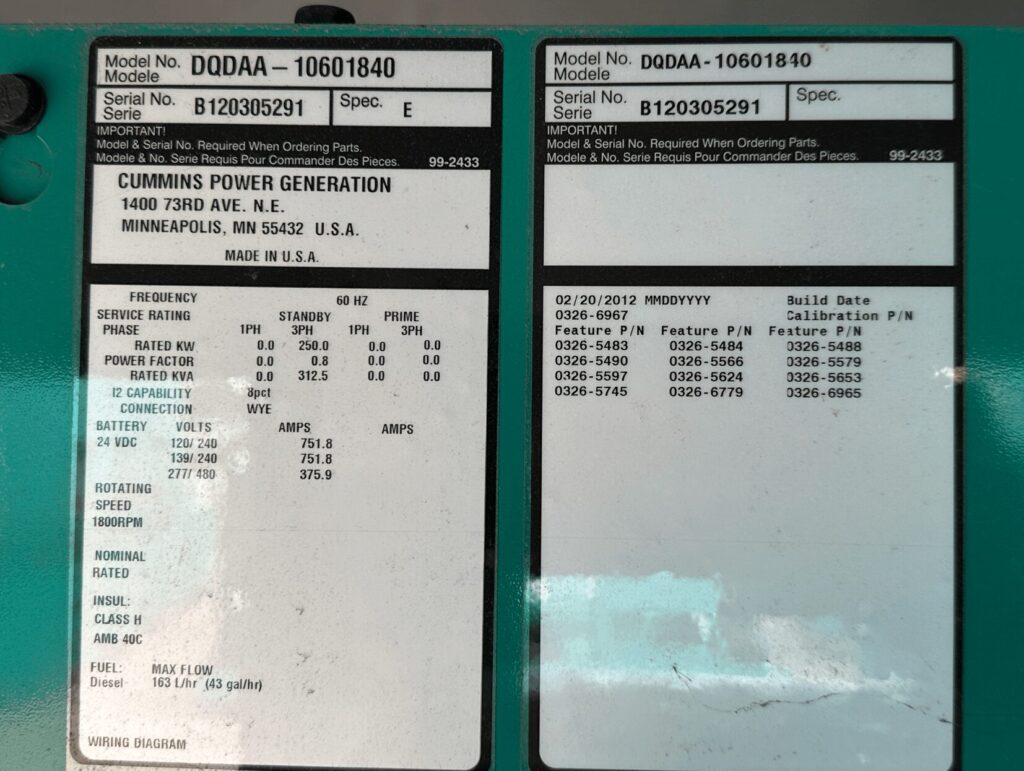 Model No. DQDAA-10601840
Modele
Serial No. B120305291 Spec. E
Serie
IMPORTANT!
Model & Serial No. Required When Ordering Parts.
Modele & No. Serie Requis Pour Commander Des Pieces. 99-2433
CUMMINS POWER GENERATION
1400 73RD AVE. N.E.
MINNEAPOLIS, MN 55432 U.S.A.
MADE IN U.S.A.
FREQUENCY 60 HZ
SERVICE RATING STANDBY PRIME
PHASE 1PH 3PH 1PH 3PH
RATED KW 0.0 250.0 0.0 0.0
POWER FACTOR 0.0 0.8 0.0 0.0
RATED KVA 0.0 312.5 0.0 0.0
I2 CAPABILITY 8pct
CONNECTION WYE
BATTERY VOLTS AMPS AMPS
24 VDC 120/ 240 751.8
139/ 240 751.8
277/ 480 375.9
ROTATING
SPEED
1800RPM
NOMINAL
RATED
INSUL:
CLASS H
AMB 40C
FUEL: MAX FLOW
Diesel 163 L/hr (43 gal/hr)
WIRING DIAGRAM
Model No. DQDAA-10601840
Modele
Serial No. B120305291 Spec.
Serie
IMPORTANT!
Model & Serial No. Required When Ordering Parts.
Modele & No. Serie Requis Pour Commander Des Pieces. 99-2433
02/20/2012 MMDDYYYY Build Date
0326-6967 Calibration P/N
Feature P/N Feature P/N Feature P/N
0326-5483 0326-5484 0326-5488
0326-5490 0326-5566 0326-5579
0326-5597 0326-5624 0326-5653
0326-5745 0326-6779 0326-6965